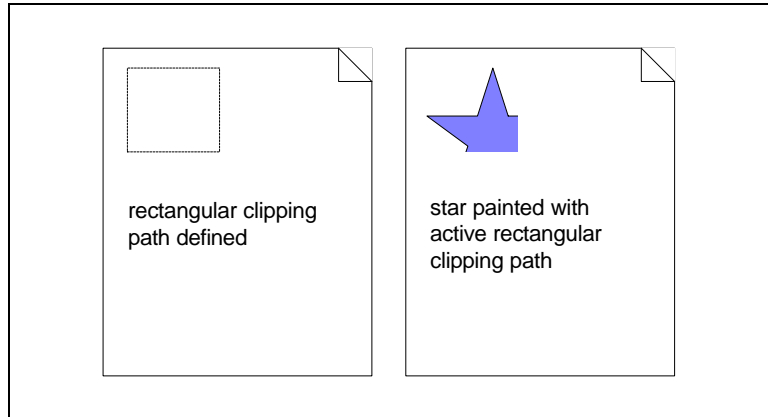 rectangular clipping
path defined
star painted with
active rectangular
clipping path